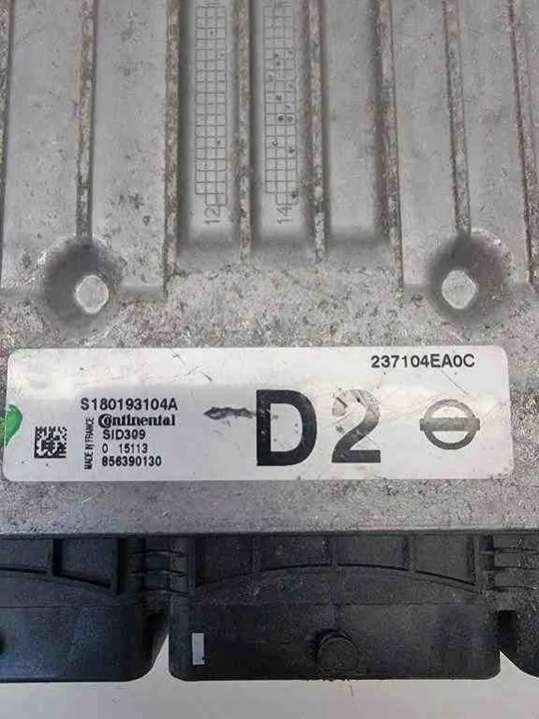 12
14
237104EA0C
S180193104A
Continental
SID309
0 15113
856390130
MADE IN FRANCE
D2